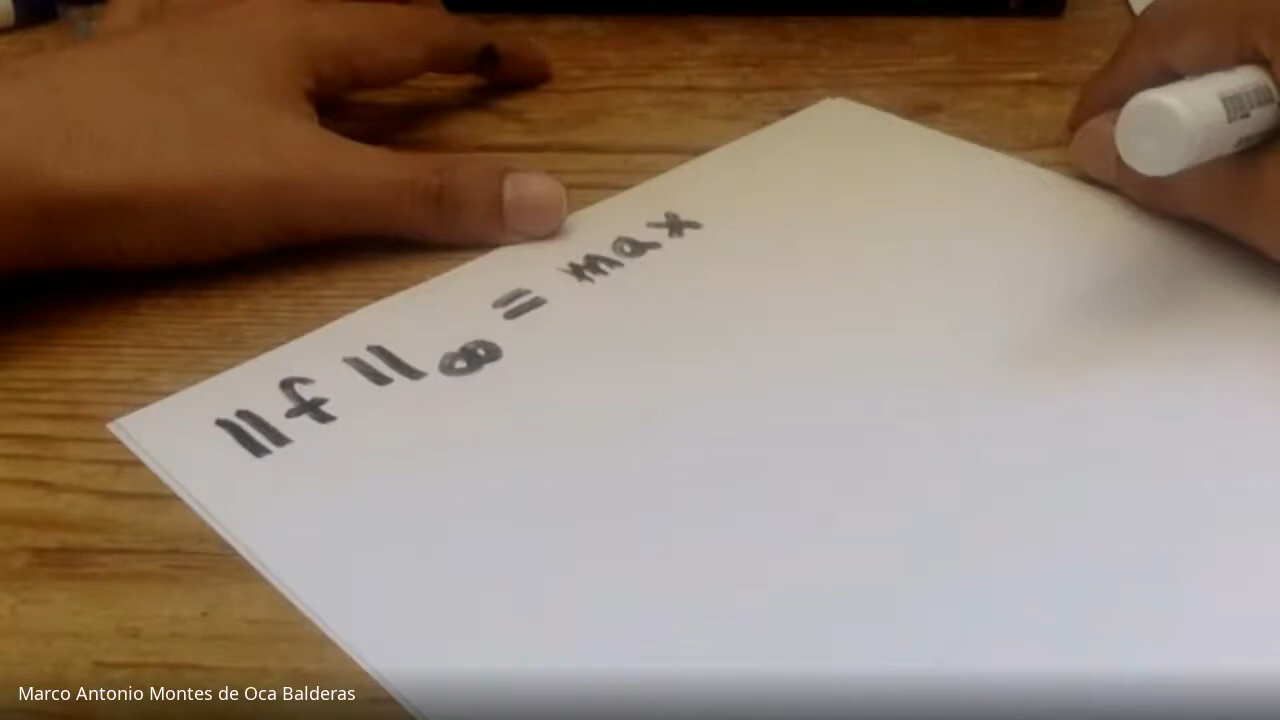 ||f||∞ = max
Marco Antonio Montes de Oca Balderas